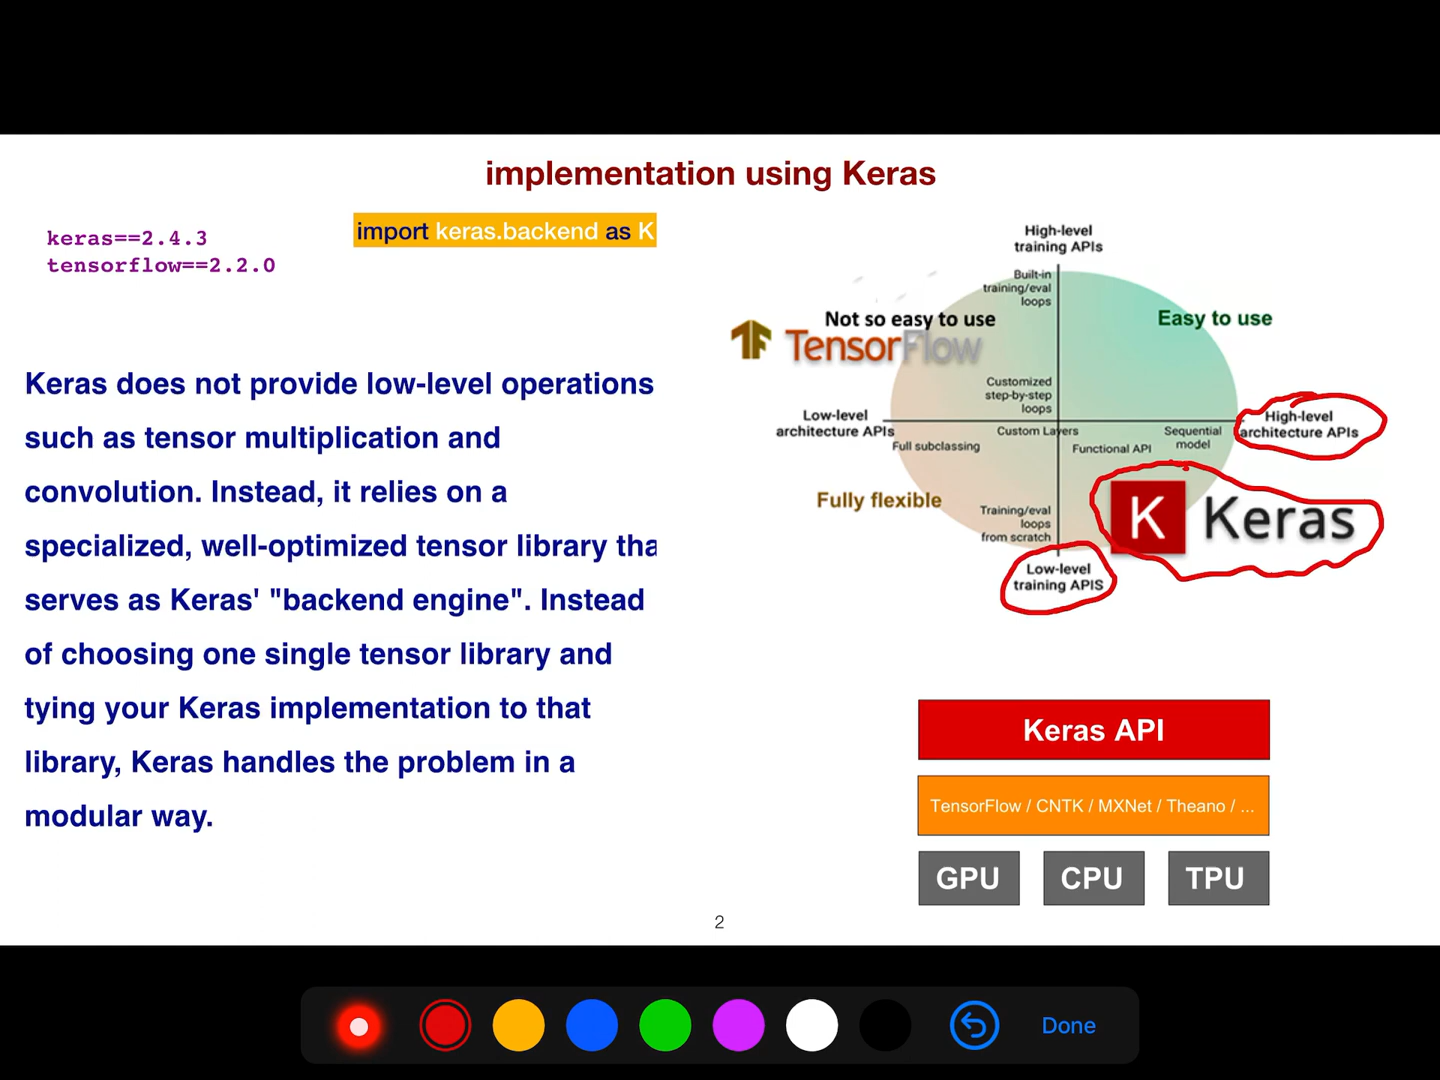 implementation using Keras
keras==2.4.3
tensorflow==2.2.0
import keras.backend as K
Keras does not provide low-level operations
such as tensor multiplication and
convolution. Instead, it relies on a
specialized, well-optimized tensor library tha
serves as Keras' "backend engine". Instead
of choosing one single tensor library and
tying your Keras implementation to that
library, Keras handles the problem in a
modular way.
High-level
training APIs
Built-in
training/eval
loops
Not so easy to use
Easy to use
TensorFlow
Customized
step-by-step
loops
Low-level
architecture APIs
High-level
architecture APIs
Full subclassing
Custom Layers
Functional API
Sequential
model
Fully flexible
Training/eval
loops
from scratch
K Keras
Low-level
training APIS
Keras API
TensorFlow / CNTK / MXNet / Theano / ...
GPU
CPU
TPU
2
Done